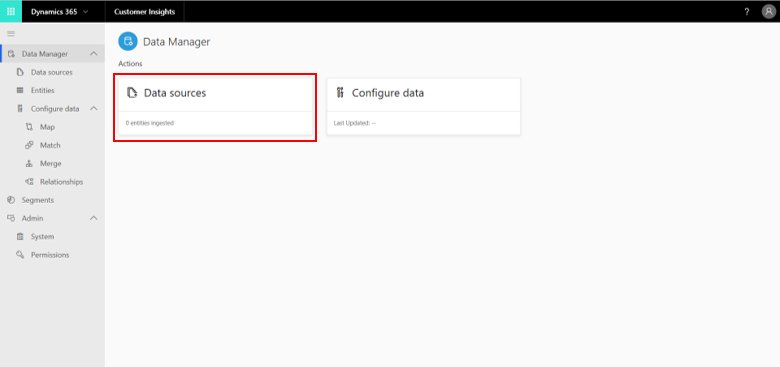 Dynamics 365
Customer Insights
?
Data Manager
Data sources
Entities
Configure data
Map
Match
Merge
Relationships
Segments
Admin
System
Permissions
Data Manager
Actions
Data sources
0 entities ingested
Configure data
Last Updated: --